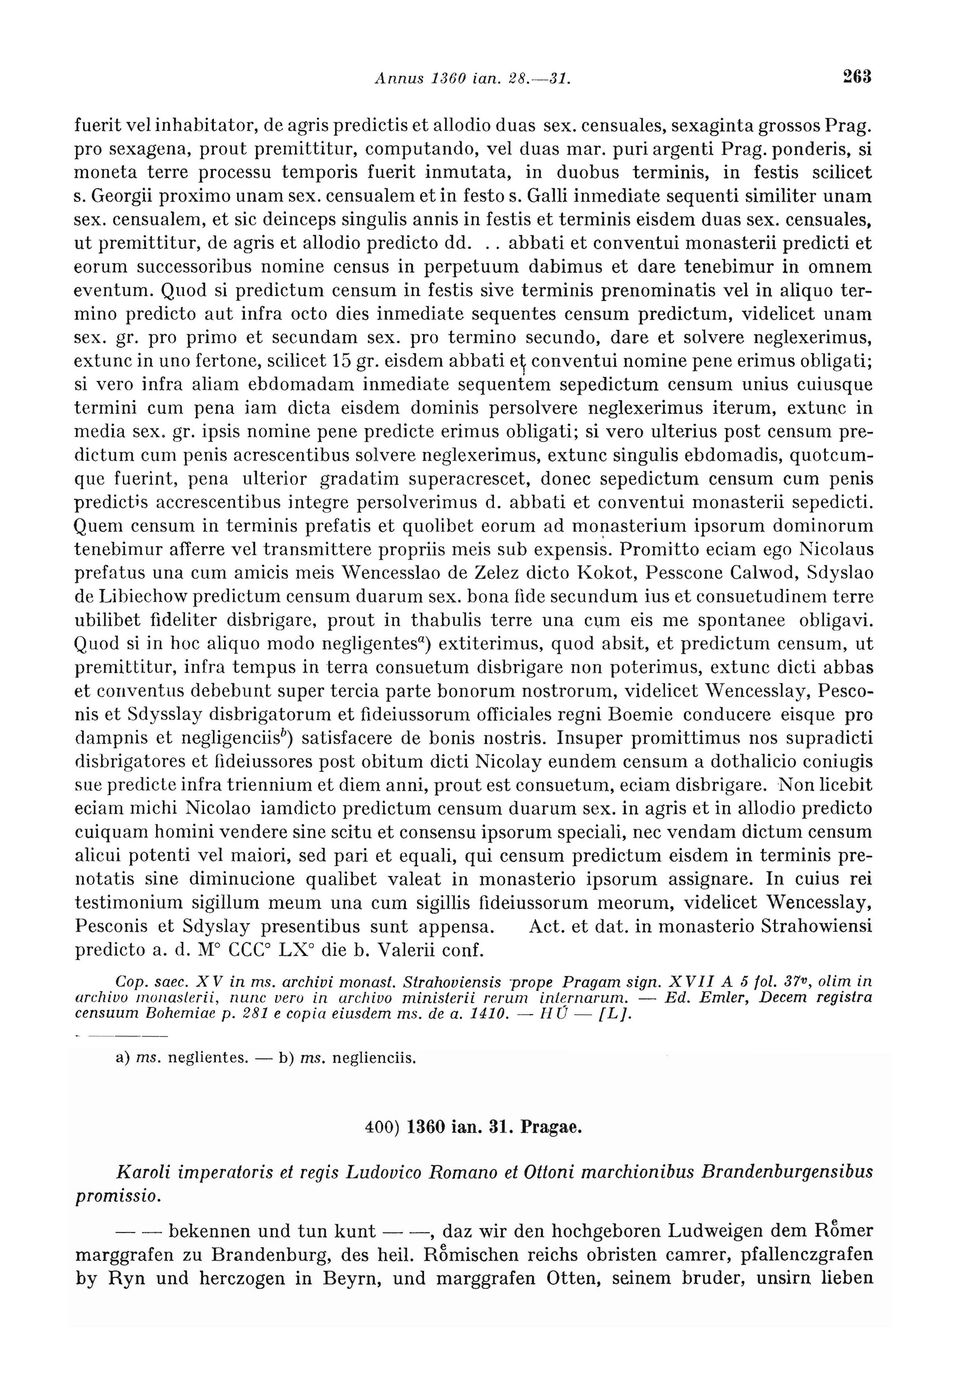 Annus 1360 ian. 28.—31. 263
fuerit vel inhabitator, de agris predictis et allodio duas sex. censuales, sexaginta grossos Prag.
pro sexagena, prout premittitur, computando, vel duas mar. puri argenti Prag. ponderis, si
moneta terre processu temporis fuerit inmutata, in duobus terminis, in festis scilicet
s. Georgii proximo unam sex. censualem et in festo s. Galli inmediate sequenti similiter unam
sex. censualem, et sic deinceps singulis annis in festis et terminis eisdem duas sex. censuales,
ut premittitur, de agris et allodio predicto dd. . . abbati et conventui monasterii predicti et
eorum successoribus nomine census in perpetuum dabimus et dare tenebimur in omnem
eventum. Quod si predictum censum in festis sive terminis prenominatis vel in aliquo ter-
mino predicto aut infra octo dies inmediate sequentes censum predictum, videlicet unam
sex. gr. pro primo et secundam sex. pro termino secundo, dare et solvere neglexerimus,
extunc in uno fertone, scilicet 15 gr. eisdem abbati et conventui nomine pene erimus obligati;
si vero infra aliam ebdomadam inmediate sequentem sepedictum censum unius cuiusque
termini cum pena iam dicta eisdem dominis persolvere neglexerimus iterum, extunc in
media sex. gr. ipsis nomine pene predicte erimus obligati; si vero ulterius post censum pre-
dictum cum penis acrescentibus solvere neglexerimus, extunc singulis ebdomadis, quotcum-
que fuerint, pena ulterior gradatim superacrescet, donec sepedictum censum cum penis
predictis accrescentibus integre persolverimus d. abbati et conventui monasterii sepedicti.
Quem censum in terminis prefatis et quolibet eorum ad monasterium ipsorum dominorum
tenebimur afferre vel transmittere propriis meis sub expensis. Promitto eciam ego Nicolaus
prefatus una cum amicis meis Wencesslao de Zelez dicto Kokot, Pesscone Calwod, Sdyslao
de Libiechow predictum censum duarum sex. bona fide secundum ius et consuetudinem terre
ubilibet fideliter disbrigare, prout in thabulis terre una cum eis me spontanee obligavi.
Quod si in hoc aliquo modo negligentesᵃ) extiterimus, quod absit, et predictum censum, ut
premittitur, infra tempus in terra consuetum disbrigare non poterimus, extunc dicti abbas
et conventus debebunt super tercia parte bonorum nostrorum, videlicet Wencesslay, Pesco-
nis et Sdysslay disbrigatorum et fideiussorum officiales regni Boemie conducere eisque pro
dampnis et negligenciisᵇ) satisfacere de bonis nostris. Insuper promittimus nos supradicti
disbrigatores et fideiussores post obitum dicti Nicolay eundem censum a dothalicio coniugis
sue predicte infra triennium et diem anni, prout est consuetum, eciam disbrigare. Non licebit
eciam michi Nicolao iamdicto predictum censum duarum sex. in agris et in allodio predicto
cuiquam homini vendere sine scitu et consensu ipsorum speciali, nec vendam dictum censum
alicui potenti vel maiori, sed pari et equali, qui censum predictum eisdem in terminis pre-
notatis sine diminucione qualibet valeat in monasterio ipsorum assignare. In cuius rei
testimonium sigillum meum una cum sigillis fideiussorum meorum, videlicet Wencesslay,
Pesconis et Sdyslay presentibus sunt appensa. Act. et dat. in monasterio Strahowiensi
predicto a. d. M° CCC° LX° die b. Valerii conf.
Cop. saec. XV in ms. archivi monast. Strahoviensis prope Pragam sign. XVII A 5 fol. 37ᵛ, olim in
archivo monasterii, nunc vero in archivo ministerii rerum internarum. — Ed. Emler, Decem registra
censuum Bohemiae p. 281 e copia eiusdem ms. de a. 1410. — HŮ — [L].
a) ms. neglientes. — b) ms. neglienciis.
400) 1360 ian. 31. Pragae.
Karoli imperatoris et regis Ludovico Romano et Ottoni marchionibus Brandenburgensibus
promissio.
— — bekennen und tun kunt — —, daz wir den hochgeboren Ludweigen dem Roͤmer
marggrafen zu Brandenburg, des heil. Roͤmischen reichs obristen camrer, pfallenczgrafen
by Ryn und herczogen in Beyrn, und marggrafen Otten, seinem bruder, unsirn lieben